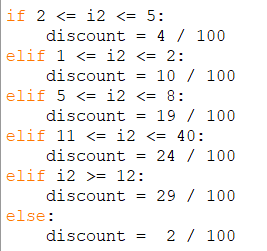 if 2 <= i2 <= 5:
    discount = 4 / 100
elif 1 <= i2 <= 2:
    discount = 10 / 100
elif 5 <= i2 <= 8:
    discount = 19 / 100
elif 11 <= i2 <= 40:
    discount = 24 / 100
elif i2 >= 12:
    discount = 29 / 100
else:
    discount =  2 / 100